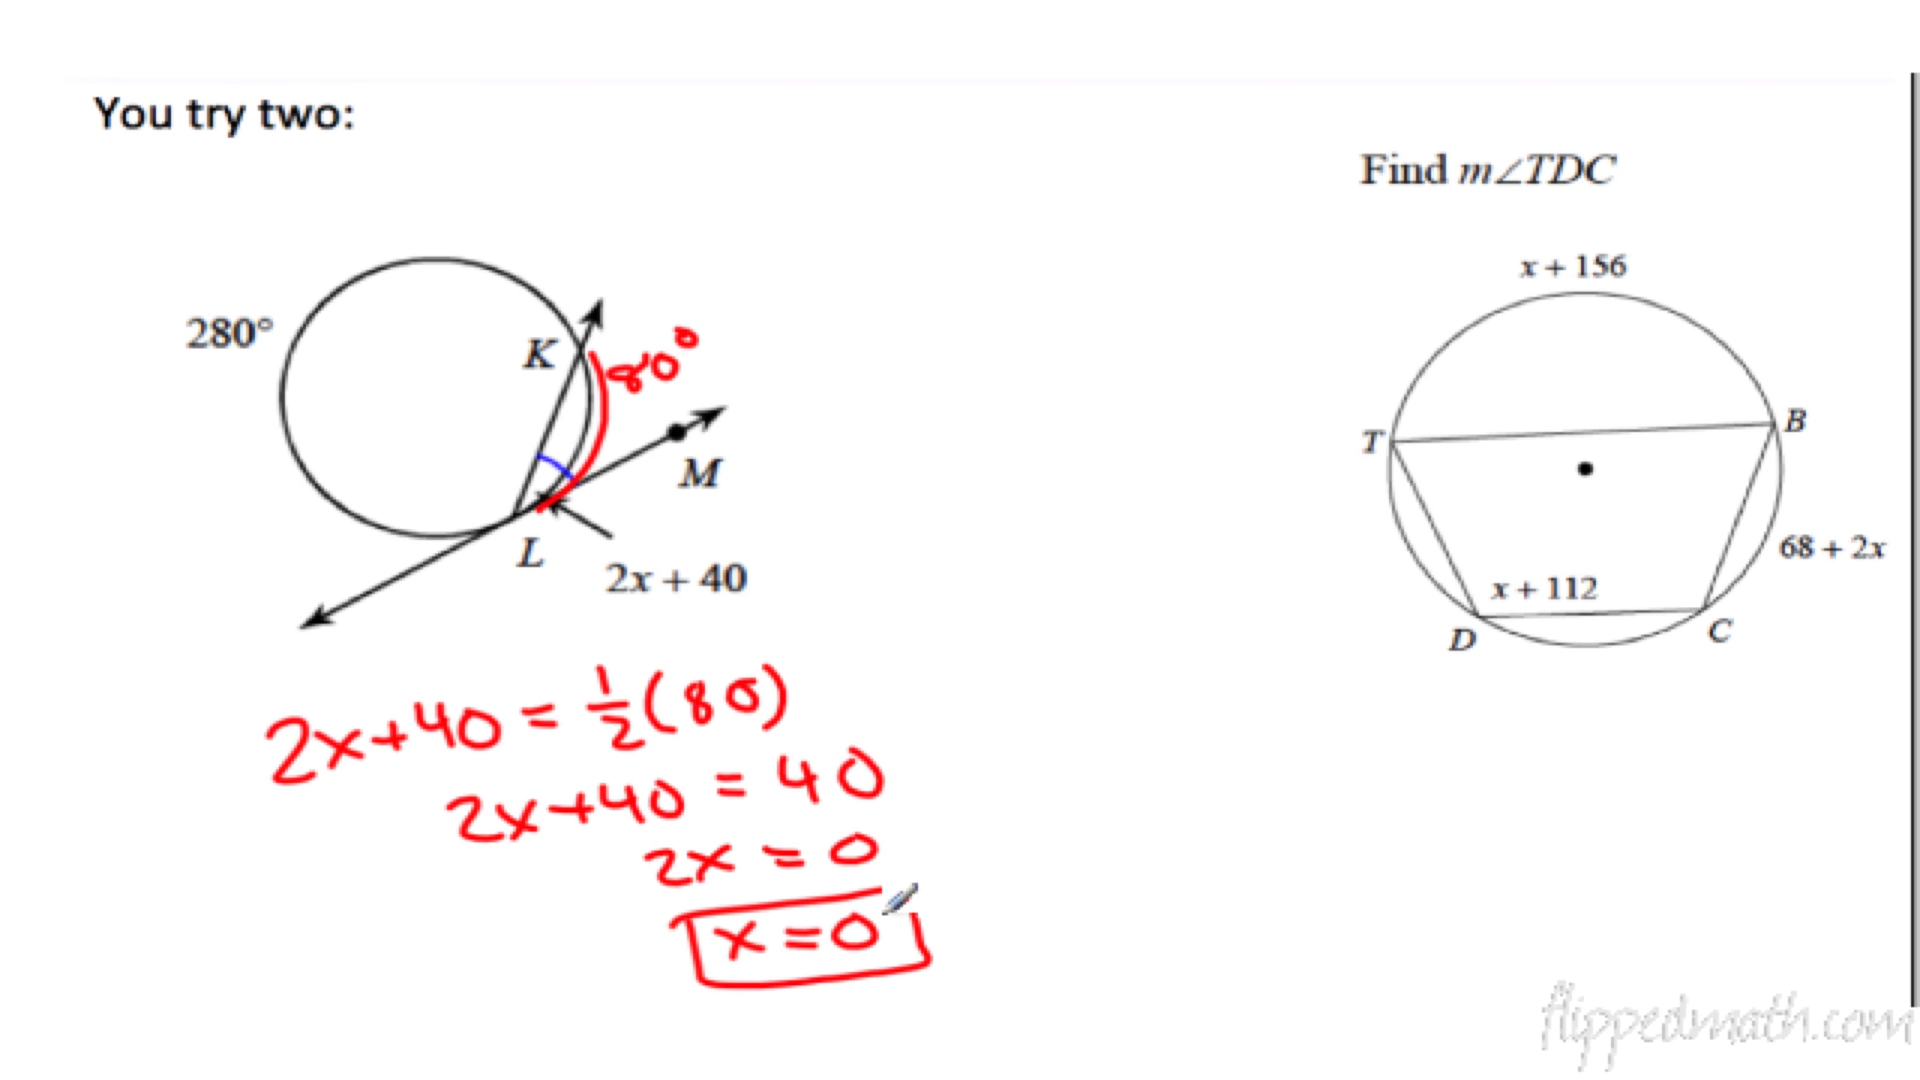 You try two:
Find m∠TDC
x + 156
280°
K
80°
T
B
M
68 + 2x
L
2x + 40
x + 112
D
C
2x+40 = 1/2(80)
2x+40 = 40
2x = 0
x = 0
flippedmath.com